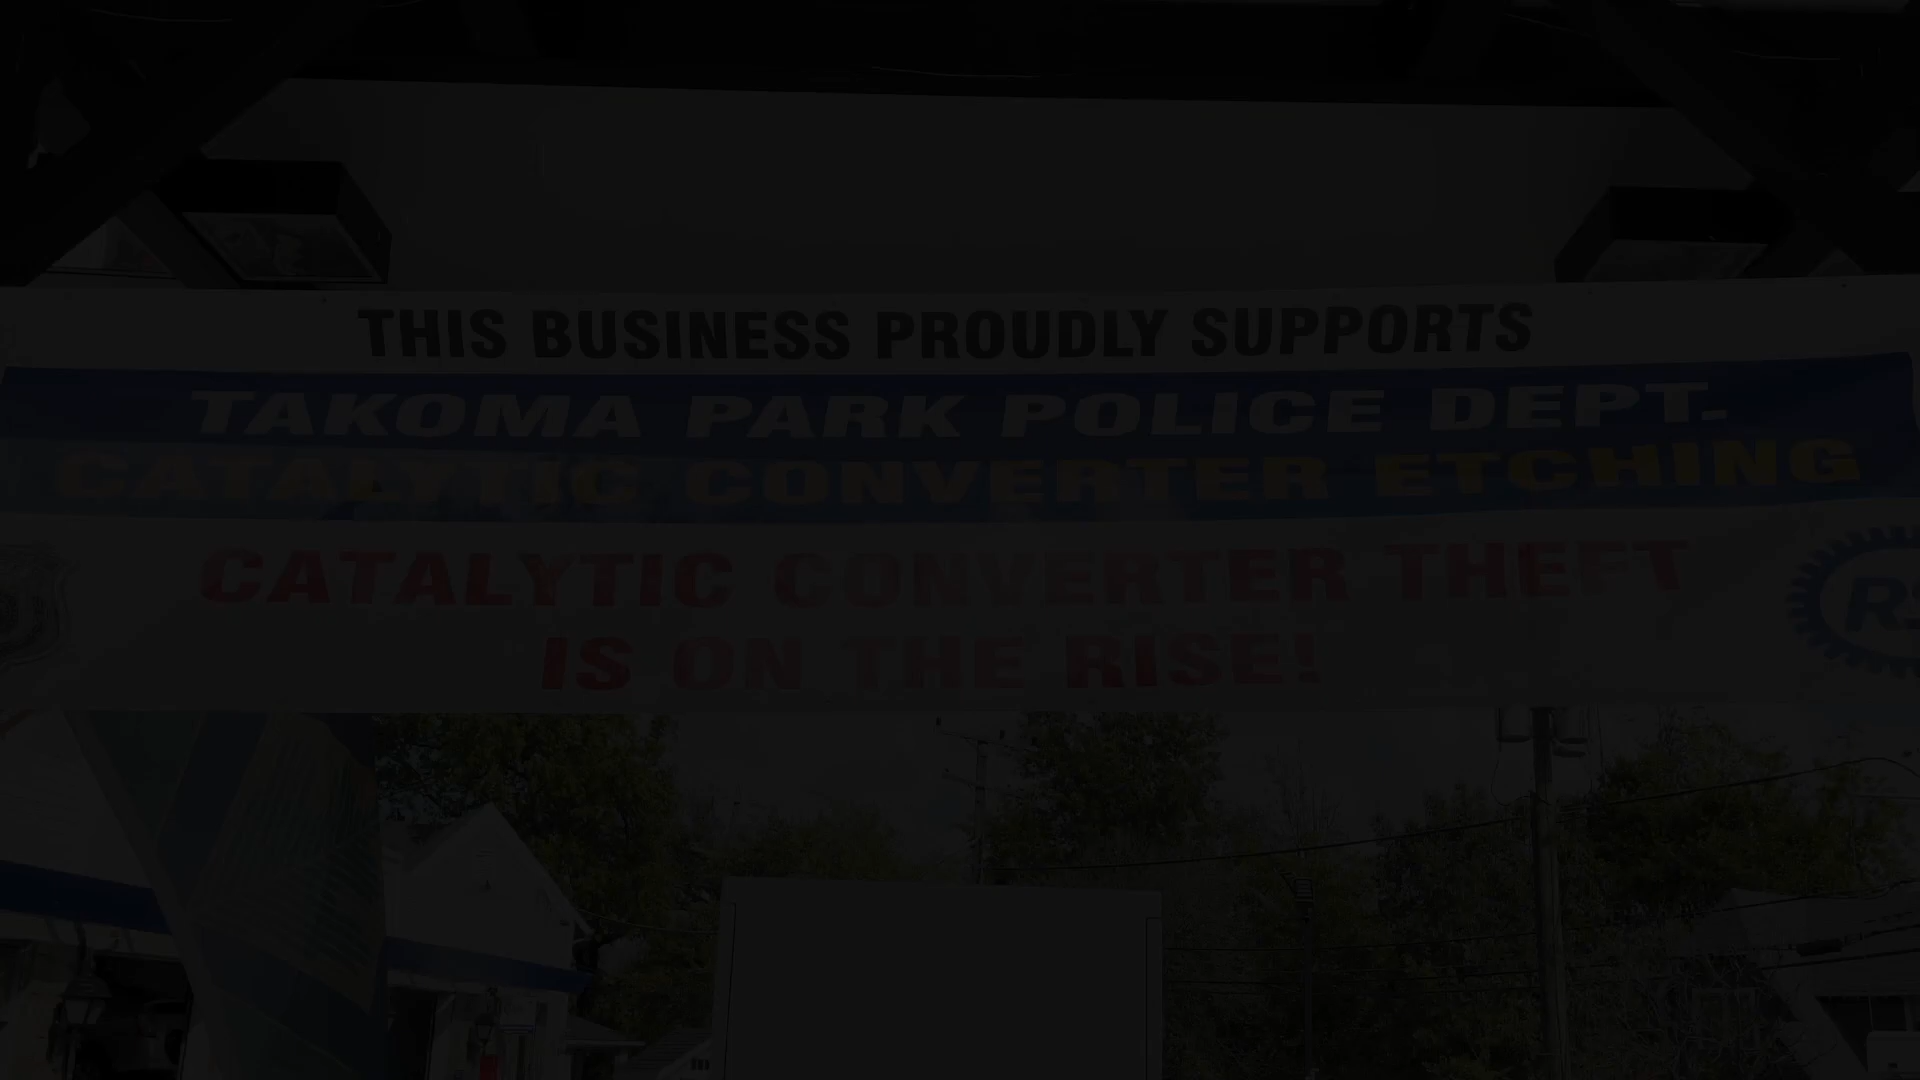 THIS BUSINESS PROUDLY SUPPORTS
TAKOMA PARK POLICE DEPT.
CATALYTIC CONVERTER ETCHING
CATALYTIC CONVERTER THEFT
IS ON THE RISE!